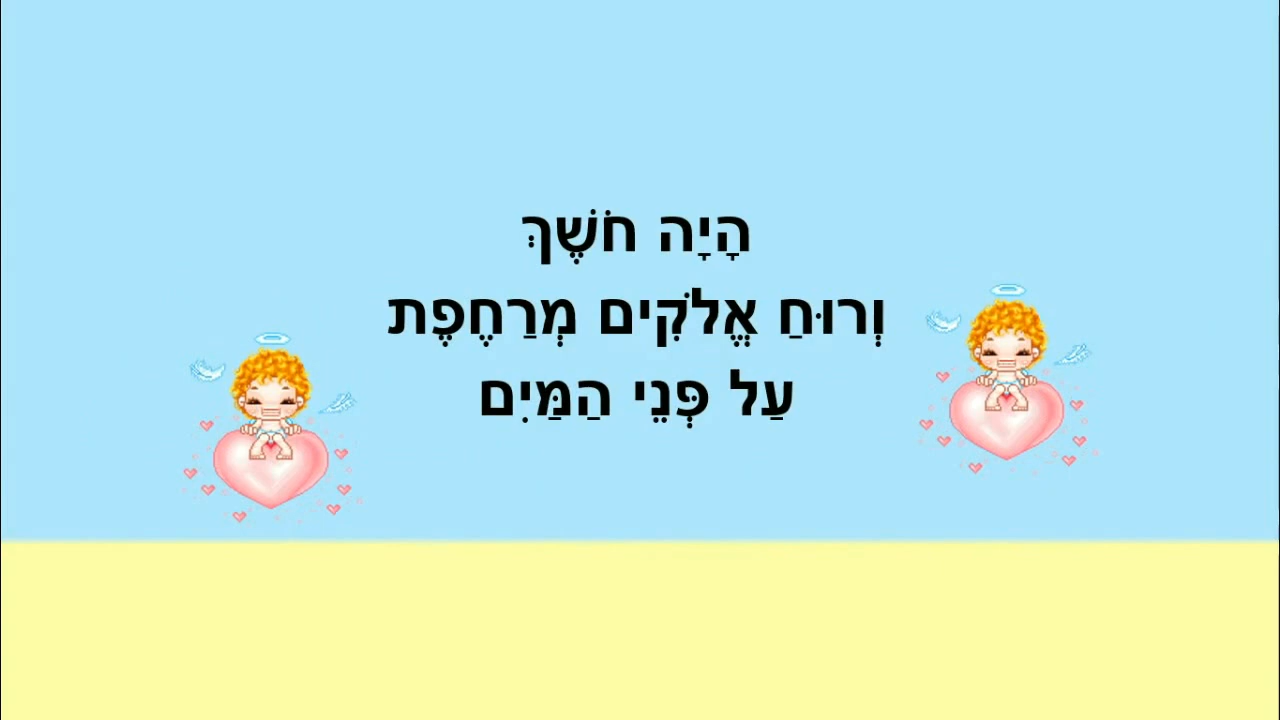 הָיָה חֹשֶׁךְ
וְרוּחַ אֱלֹקִים מְרַחֶפֶת
עַל פְּנֵי הַמַּיִם